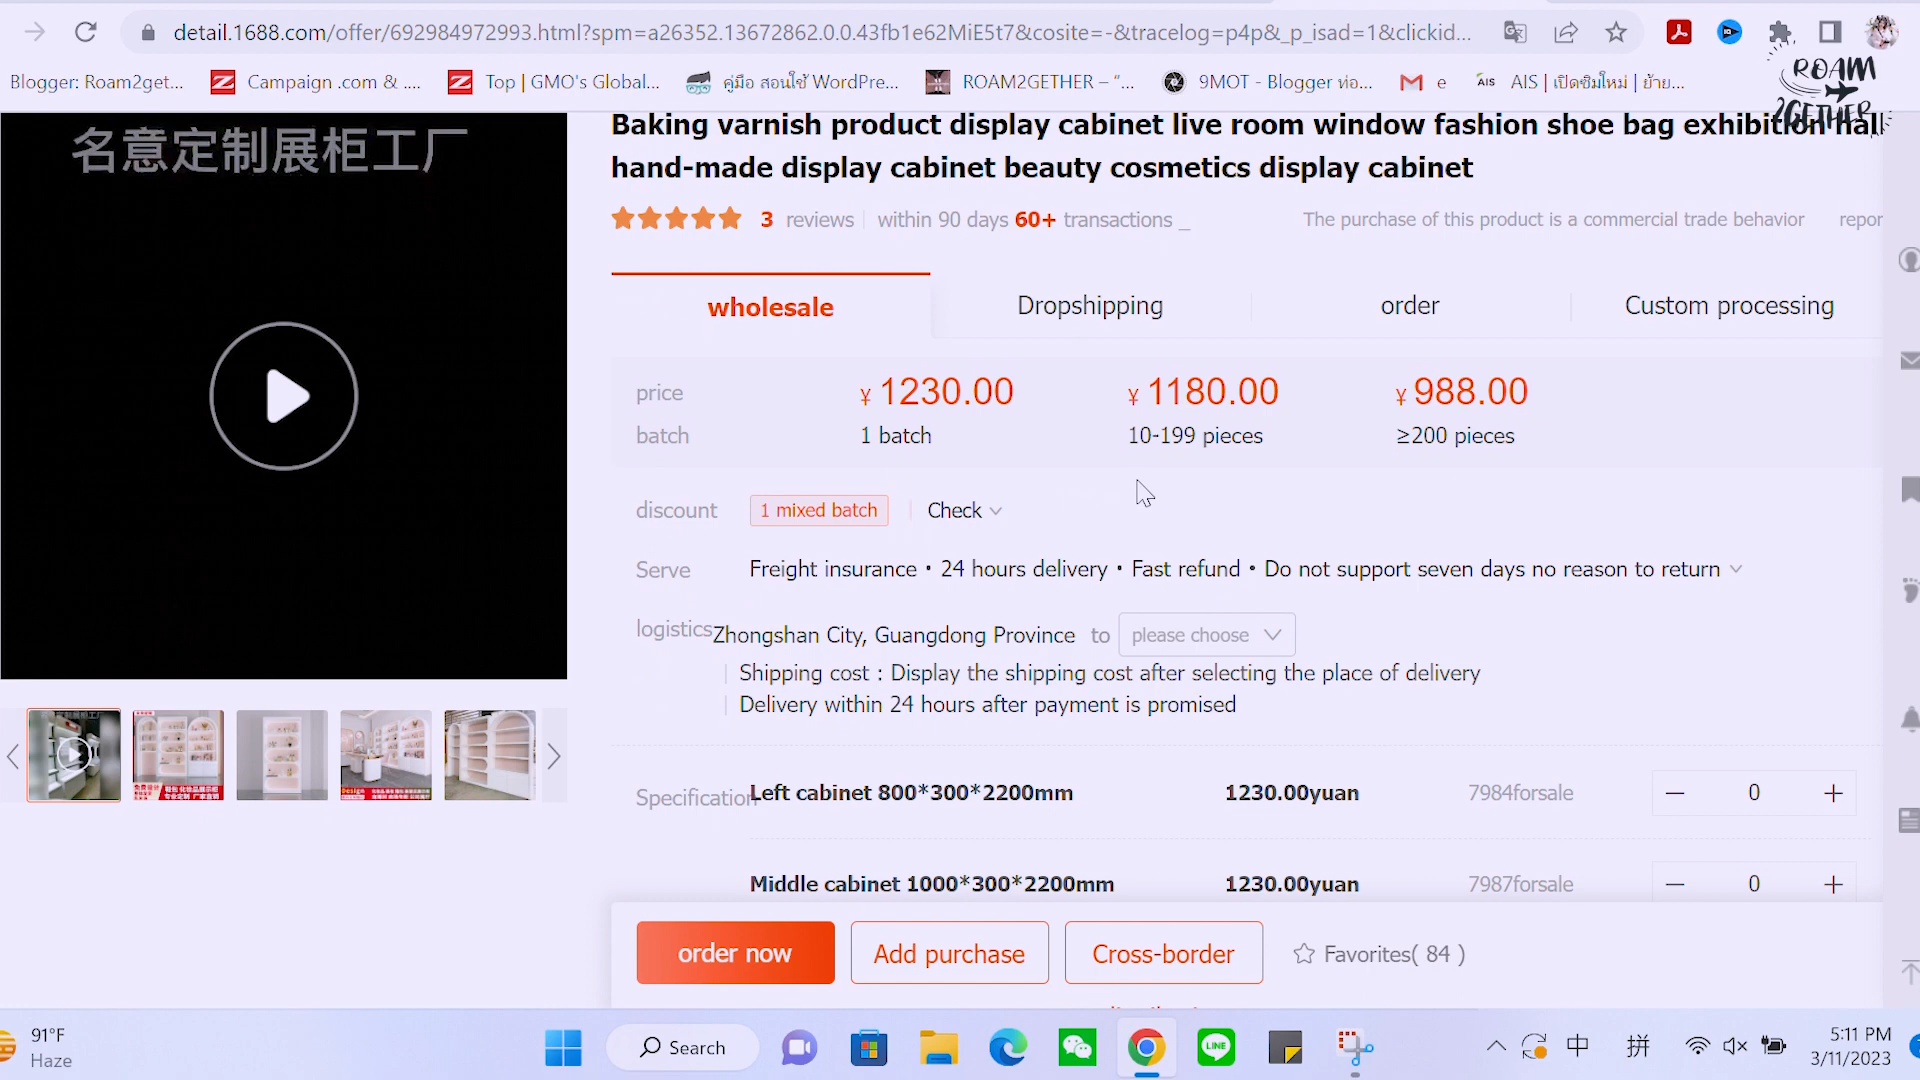 detail.1688.com/offer/692984972993.html?spm=a26352.13672862.0.0.43fb1e62MiE5t7&cosite=-&tracelog=p4p&_p_isad=1&clickid...
Blogger: Roam2get...
Campaign .com & ....
Top | GMO's Global...
คู่มือ สอนใช้ WordPre...
ROAM2GETHER – “...
9MOT - Blogger ท่อ...
e
AIS
AIS | เปิดซิมใหม่ | ย้าย...
ROAM
2GETHER
名意定制展柜工厂
Baking varnish product display cabinet live room window fashion shoe bag exhibition hall
hand-made display cabinet beauty cosmetics display cabinet
3 reviews
within 90 days 60+ transactions _
The purchase of this product is a commercial trade behavior
repor
wholesale
Dropshipping
order
Custom processing
price
¥ 1230.00
¥ 1180.00
¥ 988.00
batch
1 batch
10-199 pieces
≥200 pieces
discount
1 mixed batch
Check
Serve
Freight insurance • 24 hours delivery • Fast refund • Do not support seven days no reason to return
logistics
Zhongshan City, Guangdong Province to
please choose
Shipping cost : Display the shipping cost after selecting the place of delivery
Delivery within 24 hours after payment is promised
Specification
Left cabinet 800*300*2200mm
1230.00yuan
7984forsale
— 0 +
Middle cabinet 1000*300*2200mm
1230.00yuan
7987forsale
— 0 +
order now
Add purchase
Cross-border
Favorites( 84 )
91°F
Haze
Search
LINE
中
拼
5:11 PM
3/11/2023